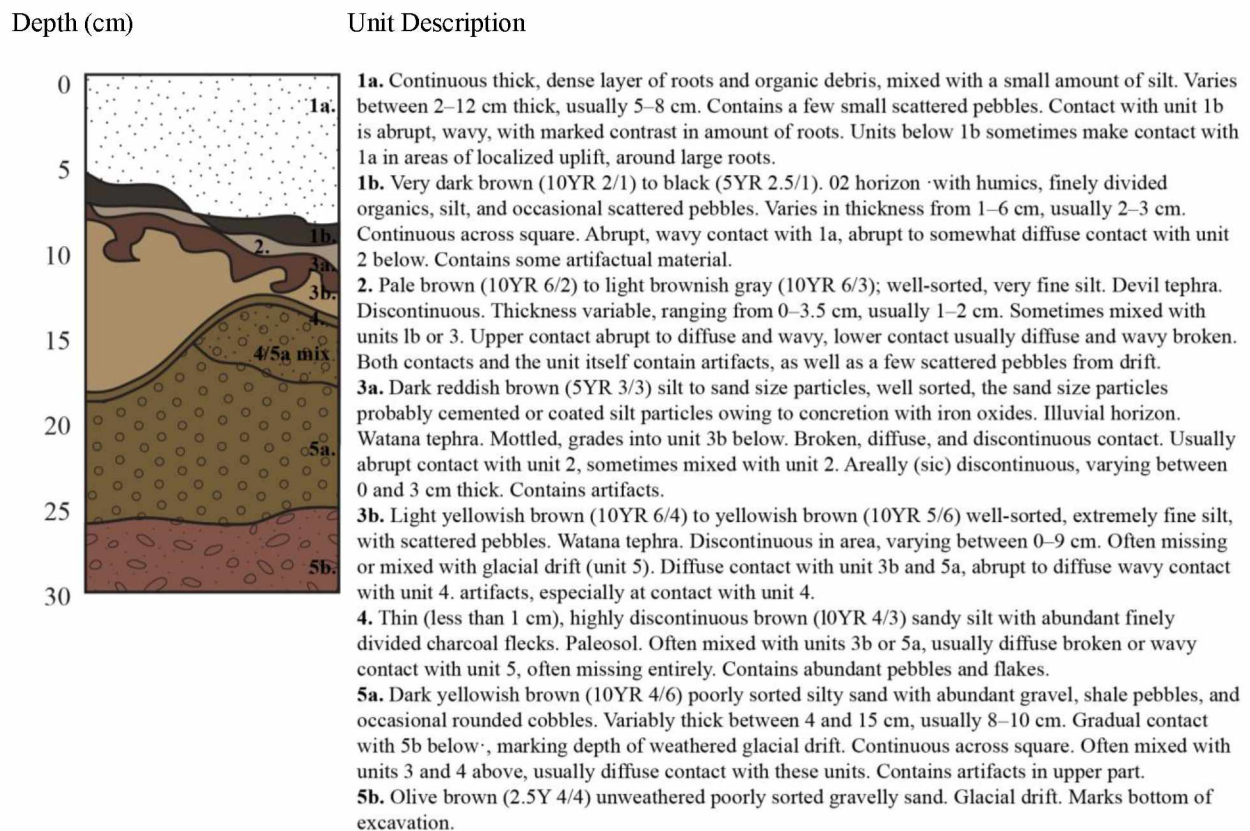 Depth (cm)
Unit Description
0
5
10
15
20
25
30
1a.
1b.
2.
3a.
3b.
4.
4/5a mix
5a.
5b.
1a. Continuous thick, dense layer of roots and organic debris, mixed with a small amount of silt. Varies
between 2–12 cm thick, usually 5–8 cm. Contains a few small scattered pebbles. Contact with unit 1b
is abrupt, wavy, with marked contrast in amount of roots. Units below 1b sometimes make contact with
1a in areas of localized uplift, around large roots.
1b. Very dark brown (10YR 2/1) to black (5YR 2.5/1). 02 horizon ·with humics, finely divided
organics, silt, and occasional scattered pebbles. Varies in thickness from 1–6 cm, usually 2–3 cm.
Continuous across square. Abrupt, wavy contact with 1a, abrupt to somewhat diffuse contact with unit
2 below. Contains some artifactual material.
2. Pale brown (10YR 6/2) to light brownish gray (10YR 6/3); well-sorted, very fine silt. Devil tephra.
Discontinuous. Thickness variable, ranging from 0–3.5 cm, usually 1–2 cm. Sometimes mixed with
units lb or 3. Upper contact abrupt to diffuse and wavy, lower contact usually diffuse and wavy broken.
Both contacts and the unit itself contain artifacts, as well as a few scattered pebbles from drift.
3a. Dark reddish brown (5YR 3/3) silt to sand size particles, well sorted, the sand size particles
probably cemented or coated silt particles owing to concretion with iron oxides. Illuvial horizon.
Watana tephra. Mottled, grades into unit 3b below. Broken, diffuse, and discontinuous contact. Usually
abrupt contact with unit 2, sometimes mixed with unit 2. Areally (sic) discontinuous, varying between
0 and 3 cm thick. Contains artifacts.
3b. Light yellowish brown (10YR 6/4) to yellowish brown (10YR 5/6) well-sorted, extremely fine silt,
with scattered pebbles. Watana tephra. Discontinuous in area, varying between 0–9 cm. Often missing
or mixed with glacial drift (unit 5). Diffuse contact with unit 3b and 5a, abrupt to diffuse wavy contact
with unit 4. artifacts, especially at contact with unit 4.
4. Thin (less than 1 cm), highly discontinuous brown (l0YR 4/3) sandy silt with abundant finely
divided charcoal flecks. Paleosol. Often mixed with units 3b or 5a, usually diffuse broken or wavy
contact with unit 5, often missing entirely. Contains abundant pebbles and flakes.
5a. Dark yellowish brown (10YR 4/6) poorly sorted silty sand with abundant gravel, shale pebbles, and
occasional rounded cobbles. Variably thick between 4 and 15 cm, usually 8–10 cm. Gradual contact
with 5b below·, marking depth of weathered glacial drift. Continuous across square. Often mixed with
units 3 and 4 above, usually diffuse contact with these units. Contains artifacts in upper part.
5b. Olive brown (2.5Y 4/4) unweathered poorly sorted gravelly sand. Glacial drift. Marks bottom of
excavation.